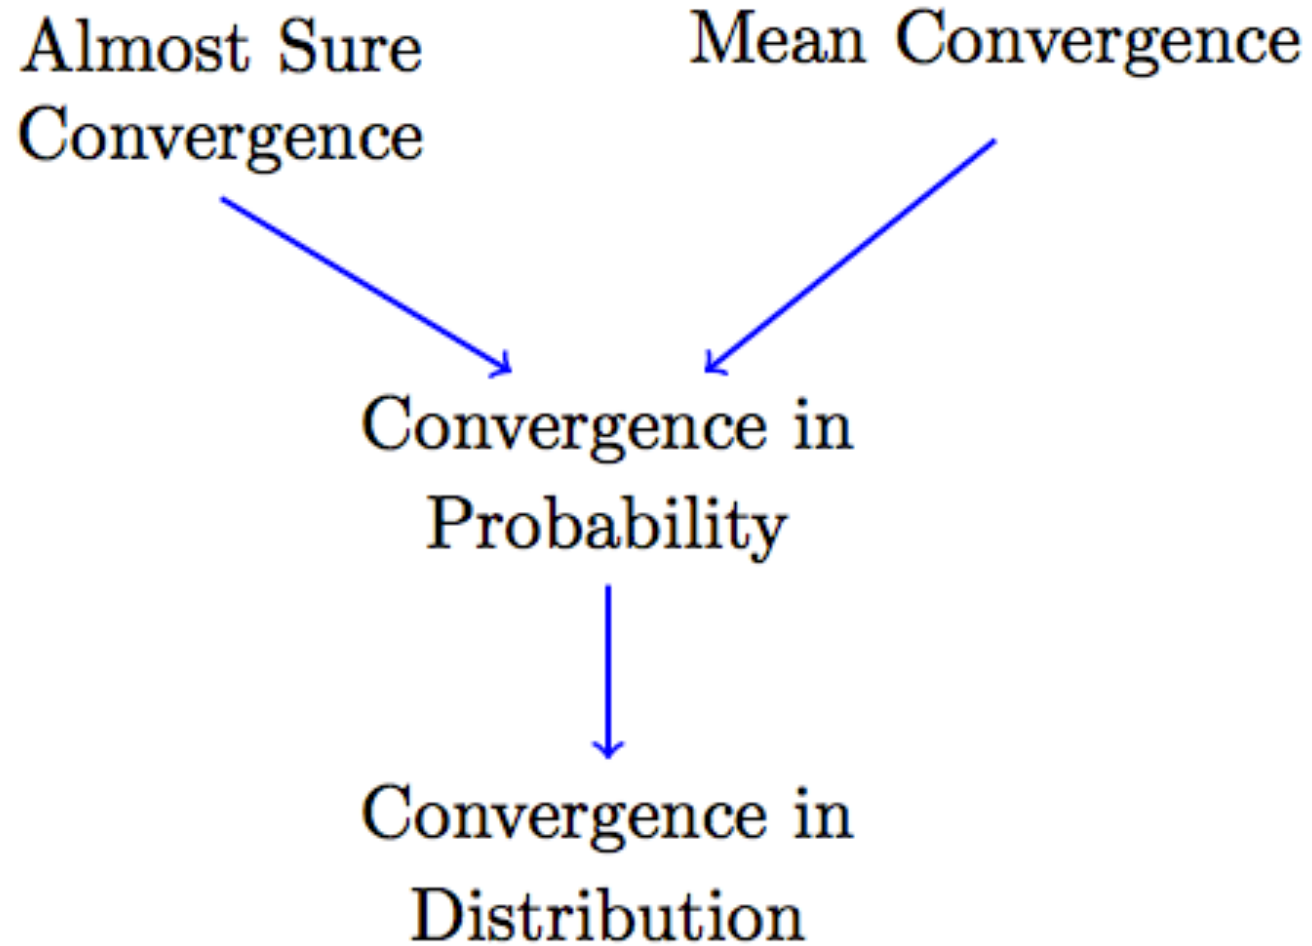 Almost Sure
Convergence
Mean Convergence
Convergence in
Probability
Convergence in
Distribution